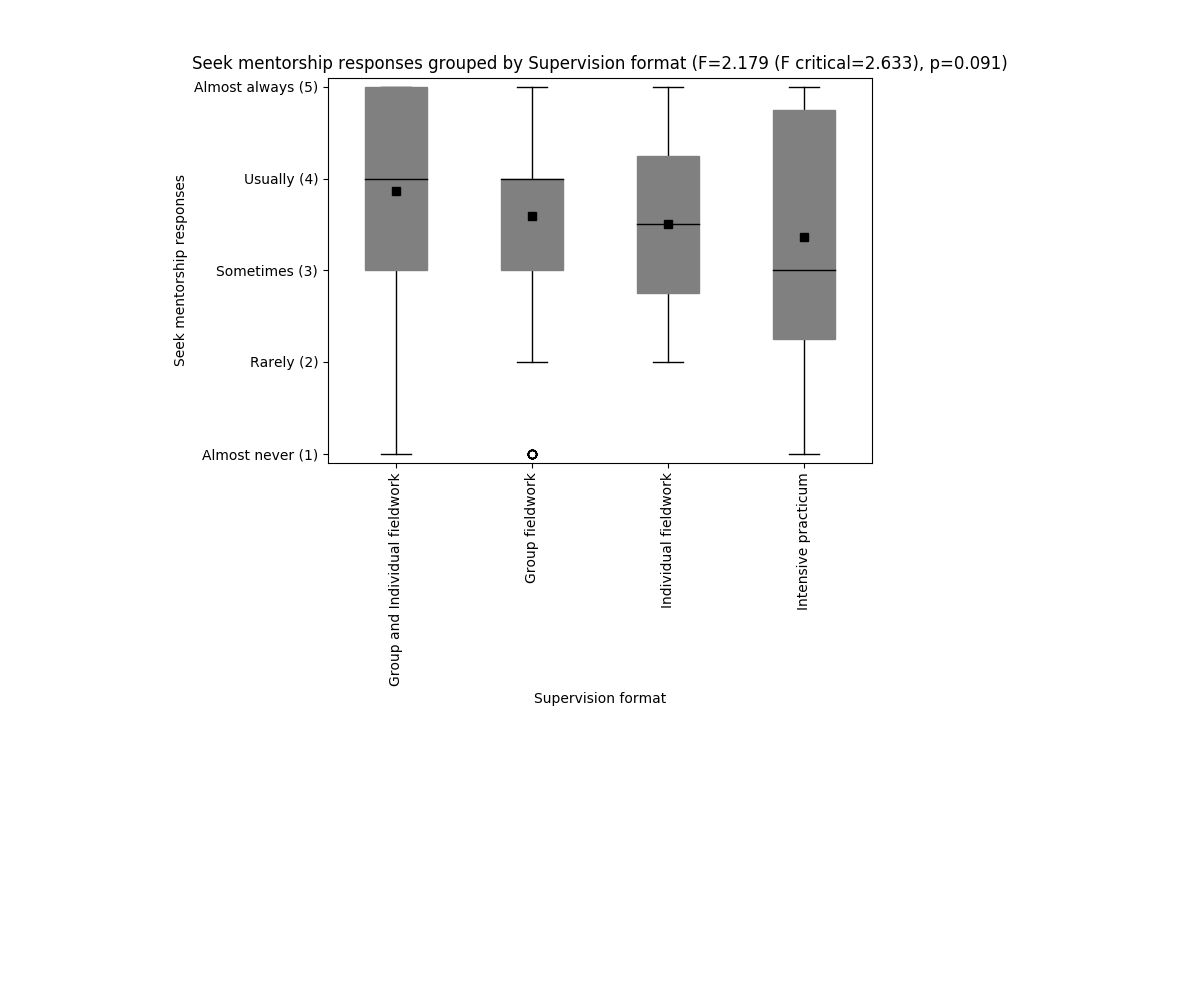 Seek mentorship responses grouped by Supervision format (F=2.179 (F critical=2.633), p=0.091)
Seek mentorship responses
Almost always (5)
Usually (4)
Sometimes (3)
Rarely (2)
Almost never (1)
Group and Individual fieldwork
Group fieldwork
Individual fieldwork
Intensive practicum
Supervision format